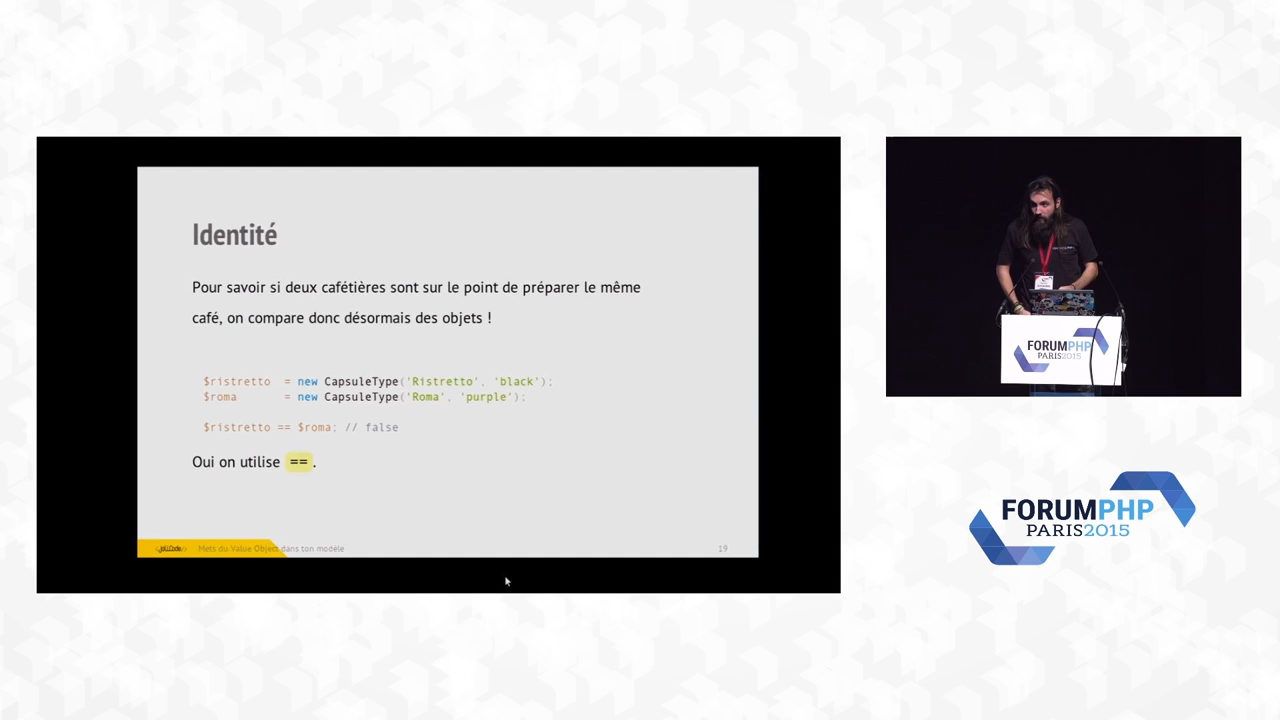 Identité
Pour savoir si deux cafétières sont sur le point de préparer le même
café, on compare donc désormais des objets !
$ristretto = new CapsuleType('Ristretto', 'black');
$roma = new CapsuleType('Roma', 'purple');
$ristretto == $roma; // false
Oui on utilise == .
JoliCode
Mets du Value Object dans ton modèle
19
FORUMPHP
PARIS2015
FORUMPHP
PARIS2015